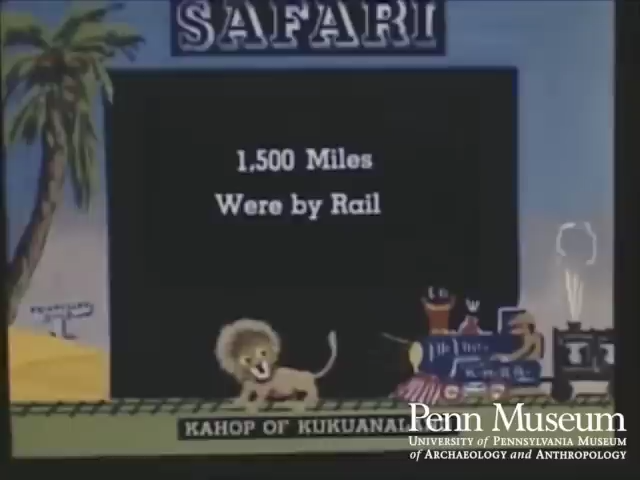 SAFARI
1,500 Miles
Were by Rail
KAHOP OF KUKUANAL
Penn Museum
UNIVERSITY of PENNSYLVANIA MUSEUM
of ARCHAEOLOGY and ANTHROPOLOGY